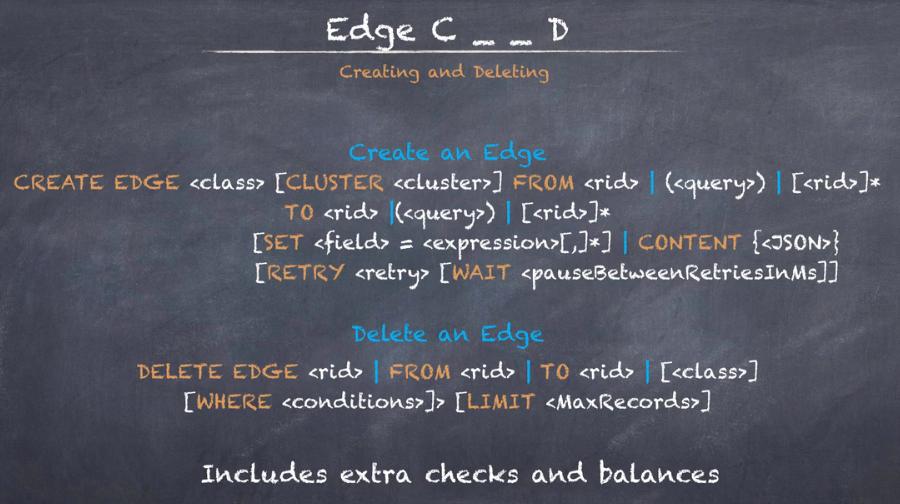 Edge C _ _ D
Creating and Deleting
Create an Edge
CREATE EDGE <class> [CLUSTER <cluster>] FROM <rid> | (<query>) | [<rid>]*
TO <rid> |(<query>) | [<rid>]*
[SET <field> = <expression>[,]*] | CONTENT {<JSON>}
[RETRY <retry> [WAIT <pauseBetweenRetriesInMs]]
Delete an Edge
DELETE EDGE <rid> | FROM <rid> | TO <rid> | [<class>]
[WHERE <conditions>]> [LIMIT <MaxRecords>]
Includes extra checks and balances